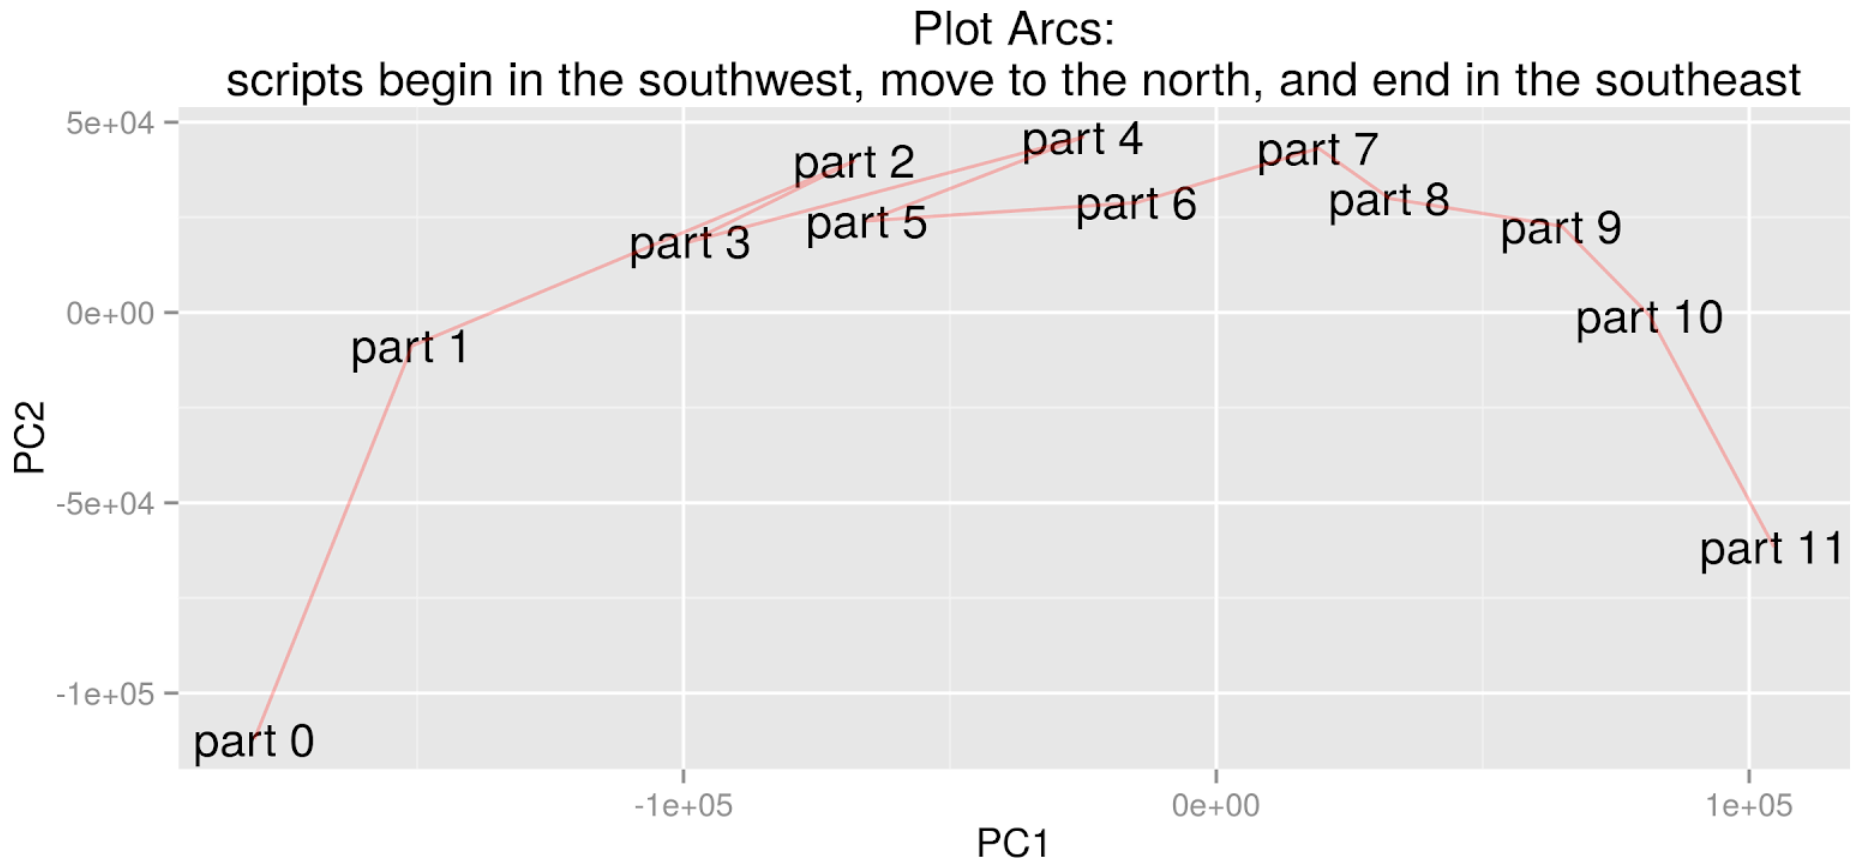 Plot Arcs:
scripts begin in the southwest, move to the north, and end in the southeast
5e+04
0e+00
-5e+04
-1e+05
PC2
part 0
part 1
part 2
part 3
part 4
part 5
part 6
part 7
part 8
part 9
part 10
part 11
-1e+05
0e+00
1e+05
PC1